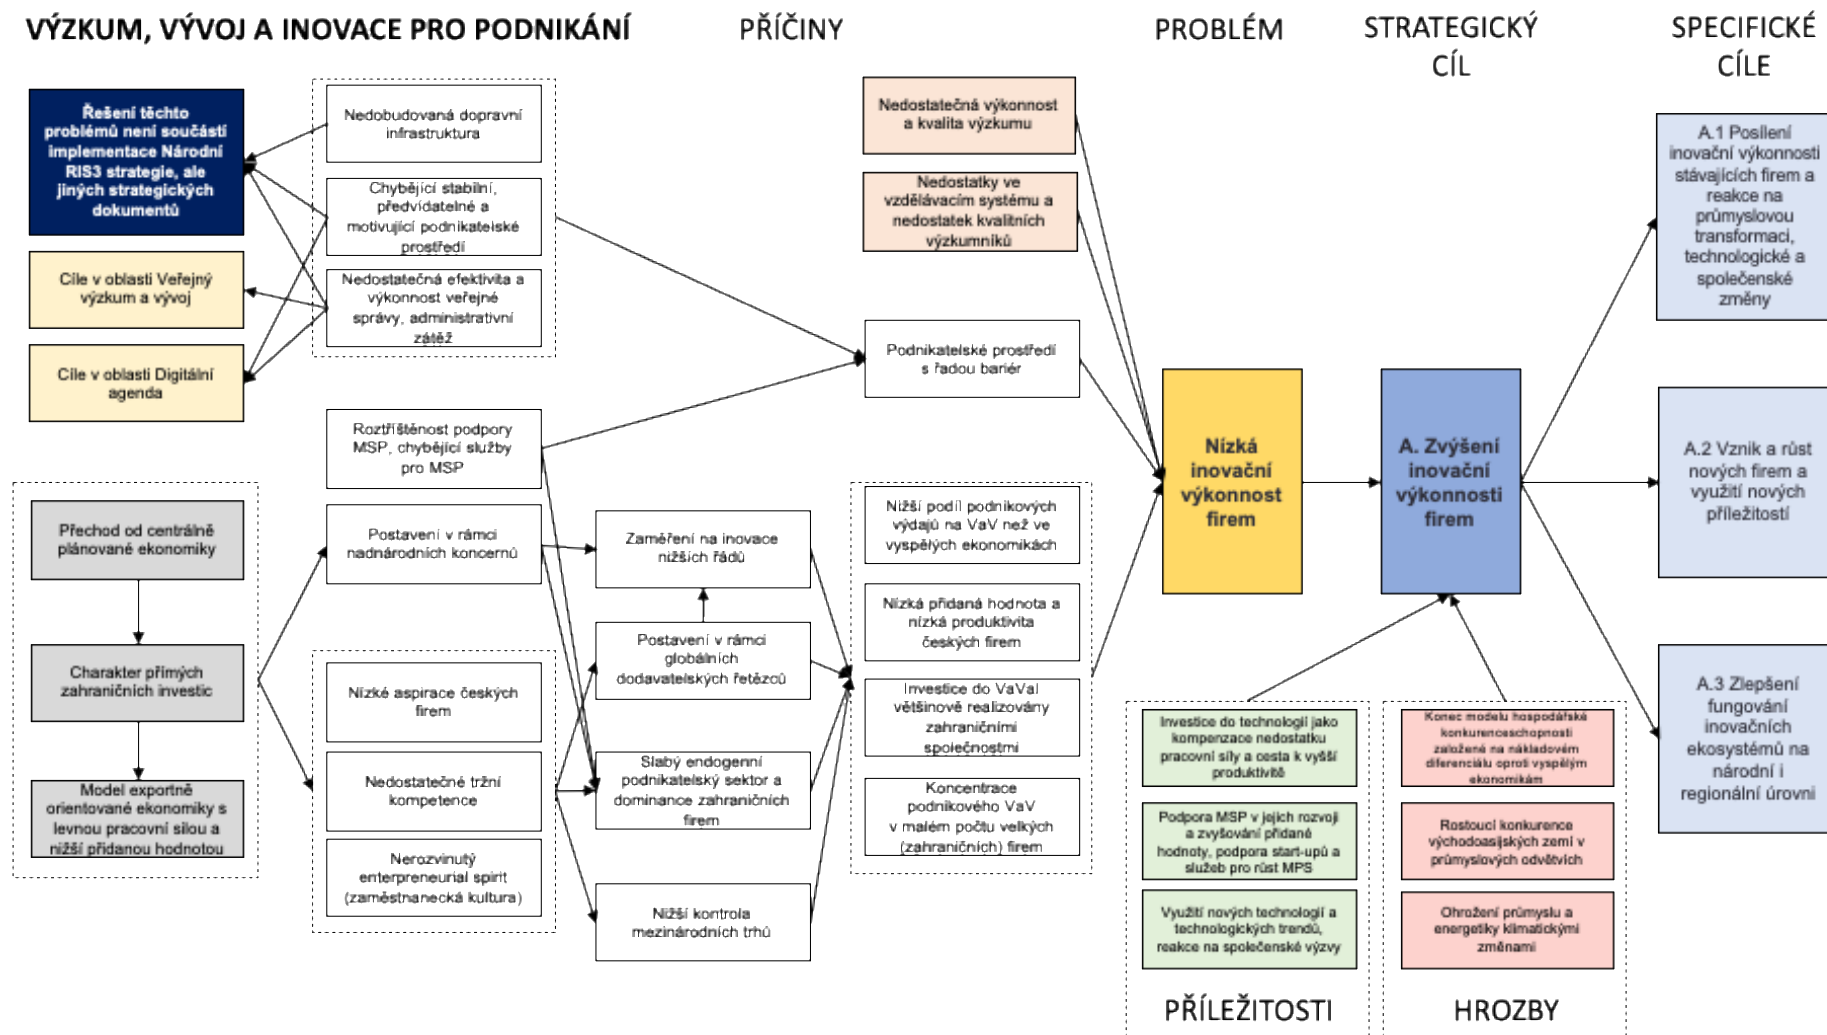 VÝZKUM, VÝVOJ A INOVACE PRO PODNIKÁNÍ
PŘÍČINY
PROBLÉM
STRATEGICKÝ
CÍL
SPECIFICKÉ
CÍLE
Řešení těchto
problémů není součástí
implementace Národní
RIS3 strategie, ale
jiných strategických
dokumentů
Cíle v oblasti Veřejný
výzkum a vývoj
Cíle v oblasti Digitální
agenda
Přechod od centrálně
plánované ekonomiky
Charakter přímých
zahraničních investic
Model exportně
orientované ekonomiky s
levnou pracovní silou a
nižší přidanou hodnotou
Nedobudovaná dopravní
infrastruktura
Chybějící stabilní,
předvídatelné a
motivující podnikatelské
prostředí
Nedostatečná efektivita a
výkonnost veřejné
správy, administrativní
zátěž
Roztříštěnost podpory
MSP, chybějící služby
pro MSP
Postavení v rámci
nadnárodních koncernů
Nízké aspirace českých
firem
Nedostatečné tržní
kompetence
Nerozvinutý
enterpreneurial spirit
(zaměstnanecká kultura)
Zaměření na inovace
nižších řádů
Postavení v rámci
globálních
dodavatelských řetězců
Slabý endogenní
podnikatelský sektor a
dominance zahraničních
firem
Nižší kontrola
mezinárodních trhů
Nedostatečná výkonnost
a kvalita výzkumu
Nedostatky ve
vzdělávacím systému a
nedostatek kvalitních
výzkumníků
Podnikatelské prostředí
s řadou bariér
Nižší podíl podnikových
výdajů na VaV než ve
vyspělých ekonomikách
Nízká přidaná hodnota a
nízká produktivita
českých firem
Investice do VaVaI
většinově realizovány
zahraničními
společnostmi
Koncentrace
podnikového VaV
v malém počtu velkých
(zahraničních) firem
Nízká
inovační
výkonnost
firem
A. Zvýšení
inovační
výkonnosti
firem
A.1 Posílení
inovační výkonnosti
stávajících firem a
reakce na
průmyslovou
transformaci,
technologické a
společenské
změny
A.2 Vznik a růst
nových firem a
využití nových
příležitostí
A.3 Zlepšení
fungování
inovačních
ekosystémů na
národní i
regionální úrovni
Investice do technologií jako
kompenzace nedostatku
pracovní síly a cesta k vyšší
produktivitě
Podpora MSP v jejich rozvoji
a zvyšování přidané
hodnoty, podpora start-upů a
služeb pro růst MPS
Využití nových technologií a
technologických trendů,
reakce na společenské výzvy
PŘÍLEŽITOSTI
Konec modelu hospodářské
konkurenceschopnosti
založené na nákladovém
diferenciálu oproti vyspělým
ekonomikám
Rostoucí konkurence
východoasijských zemí v
průmyslových odvětvích
Ohrožení průmyslu a
energetiky klimatickými
změnami
HROZBY